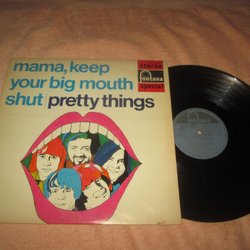 mama, keep
your big mouth
shut | pretty things
stereo
fontana
special